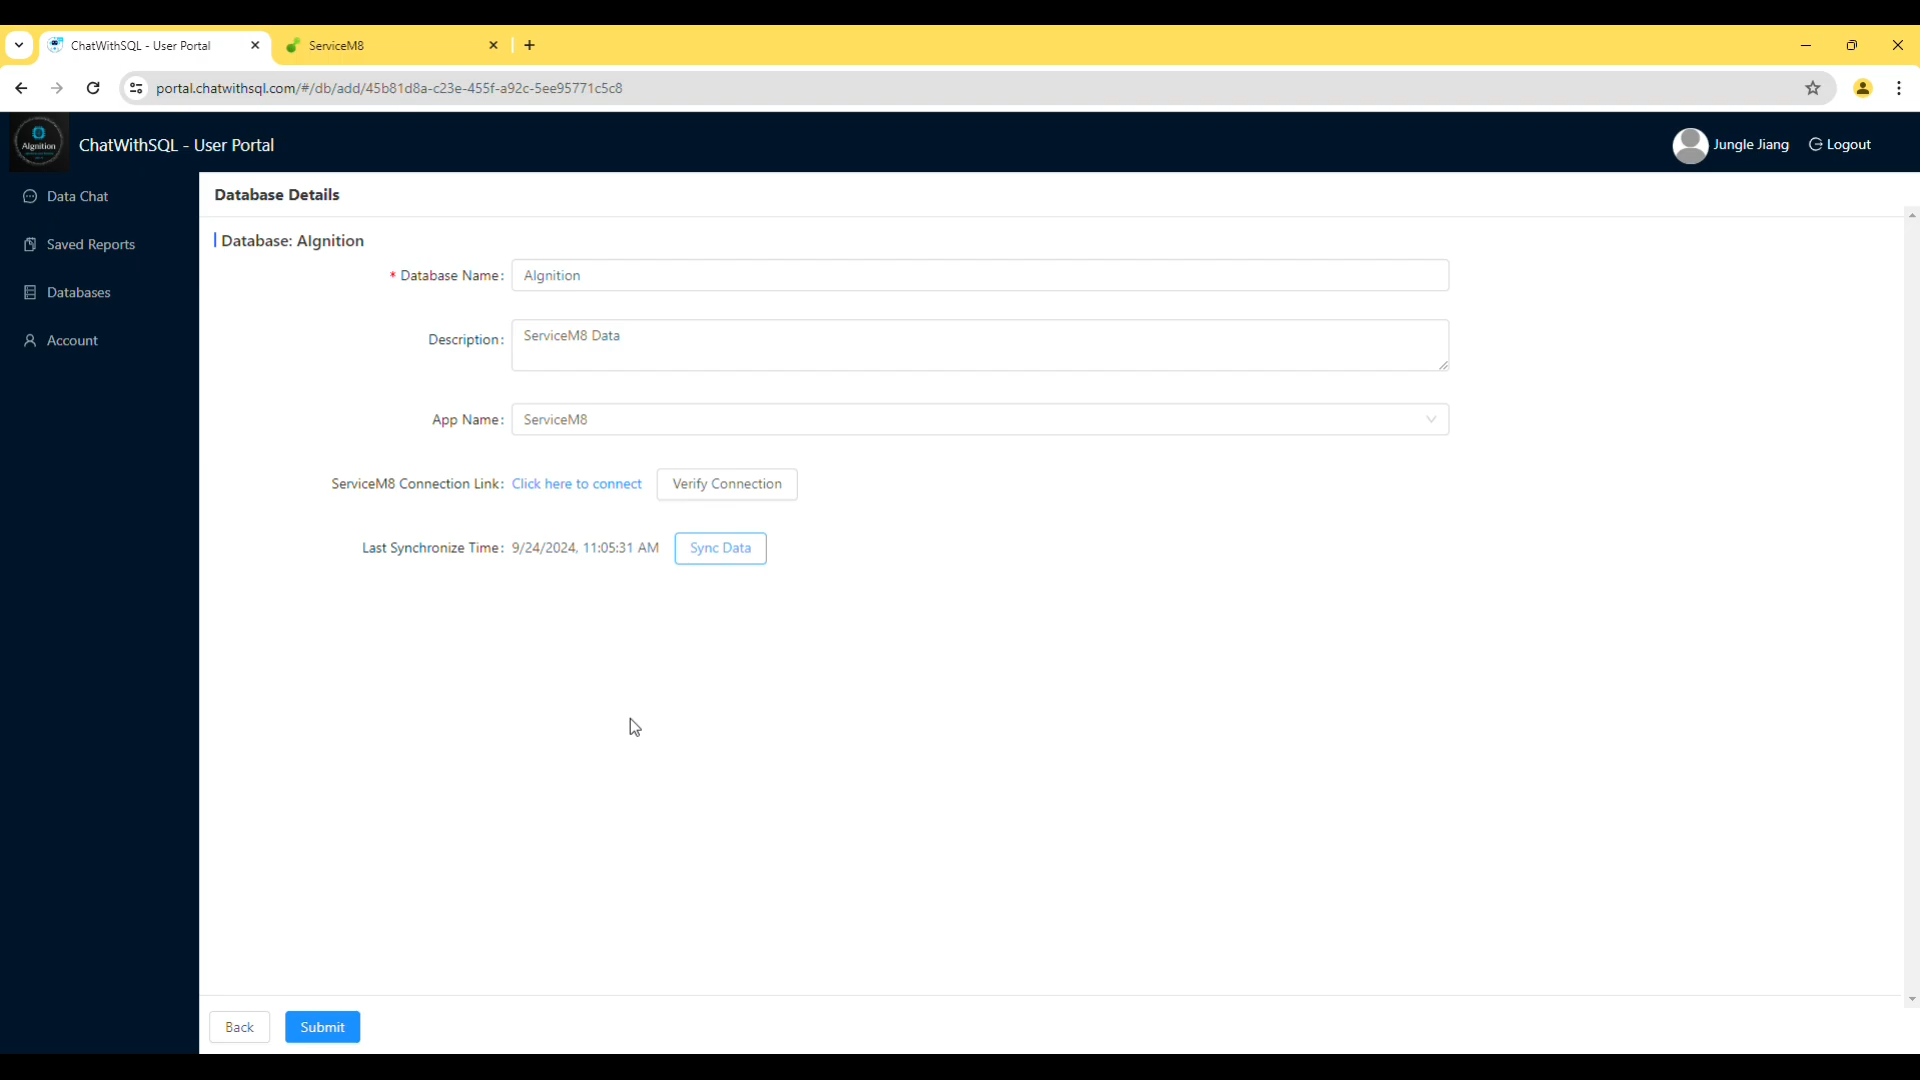 ChatWithSQL - User Portal
ServiceM8
portal.chatwithsql.com/#/db/add/45b81d8a-c23e-455f-a92c-5ee95771c5c8
AIgnition
ChatWithSQL - User Portal
Jungle Jiang
Logout
Data Chat
Saved Reports
Databases
Account
Database Details
Database: AIgnition
* Database Name: AIgnition
Description: ServiceM8 Data
App Name: ServiceM8
ServiceM8 Connection Link: Click here to connect Verify Connection
Last Synchronize Time: 9/24/2024, 11:05:31 AM Sync Data
Back Submit